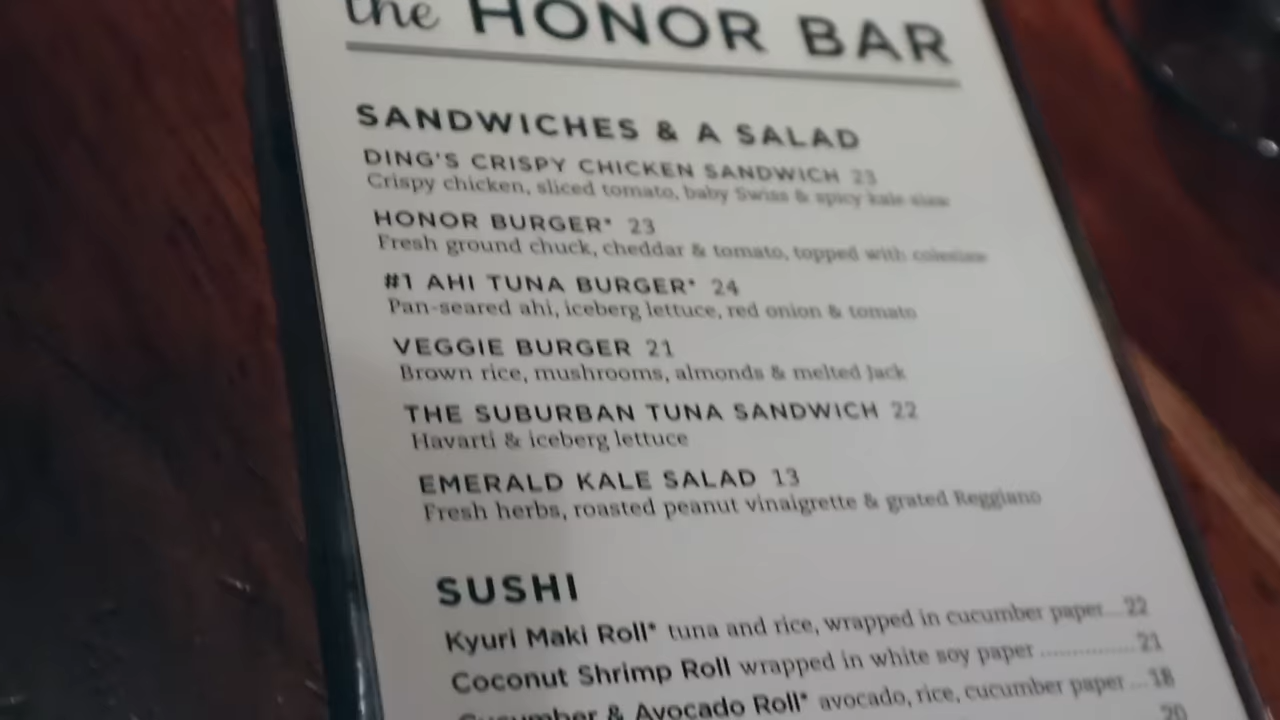 the HONOR BAR
SANDWICHES & A SALAD
DING'S CRISPY CHICKEN SANDWICH 23
Crispy chicken, sliced tomato, baby Swiss & spicy kale slaw
HONOR BURGER* 23
Fresh ground chuck, cheddar & tomato, topped with coleslaw
#1 AHI TUNA BURGER* 24
Pan-seared ahi, iceberg lettuce, red onion & tomato
VEGGIE BURGER 21
Brown rice, mushrooms, almonds & melted Jack
THE SUBURBAN TUNA SANDWICH 22
Havarti & iceberg lettuce
EMERALD KALE SALAD 13
Fresh herbs, roasted peanut vinaigrette & grated Reggiano
SUSHI
Kyuri Maki Roll* tuna and rice, wrapped in cucumber paper...22
Coconut Shrimp Roll wrapped in white soy paper ...............21
Cucumber & Avocado Roll* avocado, rice, cucumber paper ...18
20